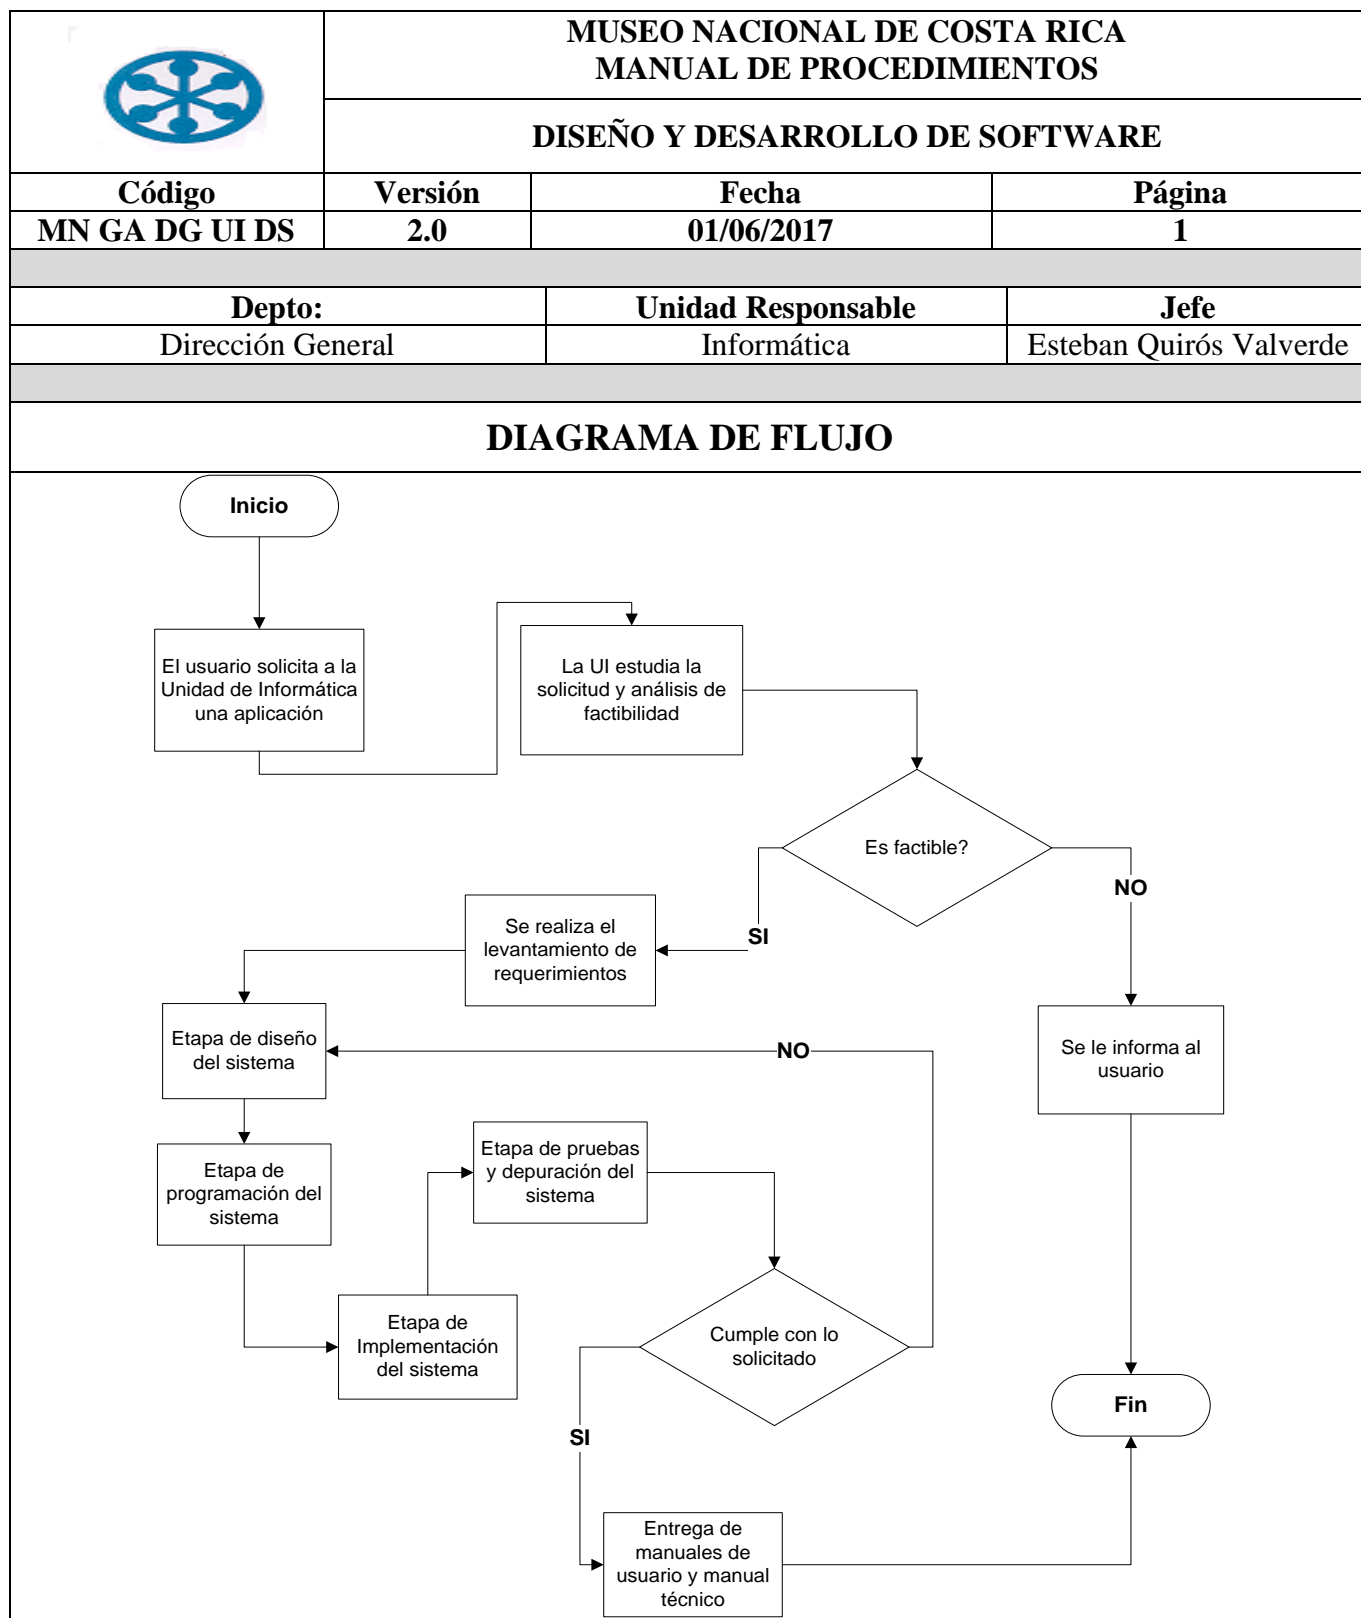 MUSEO NACIONAL DE COSTA RICA
MANUAL DE PROCEDIMIENTOS
DISEÑO Y DESARROLLO DE SOFTWARE
Código
Versión
Fecha
Página
MN GA DG UI DS
2.0
01/06/2017
1
Depto:
Unidad Responsable
Jefe
Dirección General
Informática
Esteban Quirós Valverde
DIAGRAMA DE FLUJO
Inicio
El usuario solicita a la
Unidad de Informática
una aplicación
La UI estudia la
solicitud y análisis de
factibilidad
Es factible?
NO
SI
Se realiza el
levantamiento de
requerimientos
Etapa de diseño
del sistema
NO
Se le informa al
usuario
Etapa de
programación del
sistema
Etapa de pruebas
y depuración del
sistema
Etapa de
Implementación
del sistema
Cumple con lo
solicitado
Fin
SI
Entrega de
manuales de
usuario y manual
técnico